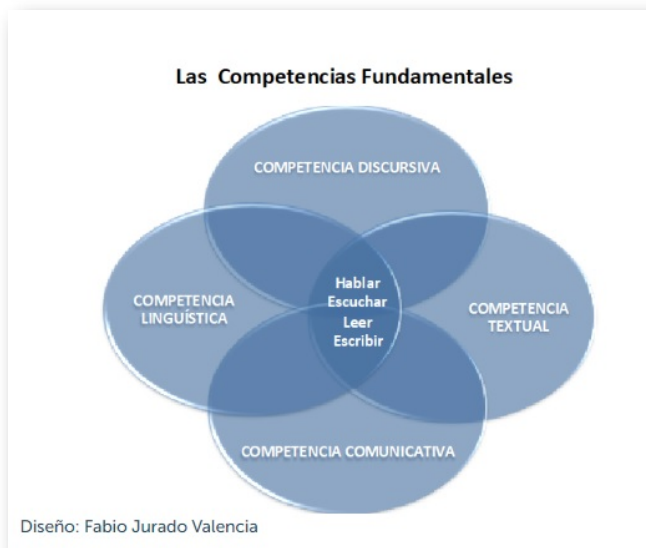 Las Competencias Fundamentales
COMPETENCIA DISCURSIVA
COMPETENCIA
LINGUÍSTICA
Hablar
Escuchar
Leer
Escribir
COMPETENCIA
TEXTUAL
COMPETENCIA COMUNICATIVA
Diseño: Fabio Jurado Valencia